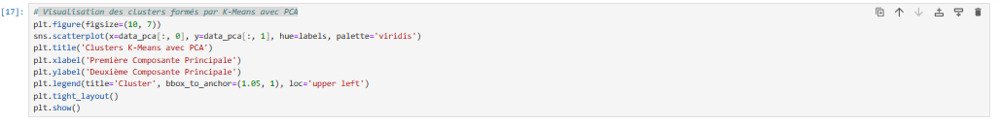 [17]: # Visualisation des clusters formés par K-Means avec PCA
plt.figure(figsize=(10, 7))
sns.scatterplot(x=data_pca[:, 0], y=data_pca[:, 1], hue=labels, palette='viridis')
plt.title('Clusters K-Means avec PCA')
plt.xlabel('Première Composante Principale')
plt.ylabel('Deuxième Composante Principale')
plt.legend(title='Cluster', bbox_to_anchor=(1.05, 1), loc='upper left')
plt.tight_layout()
plt.show()